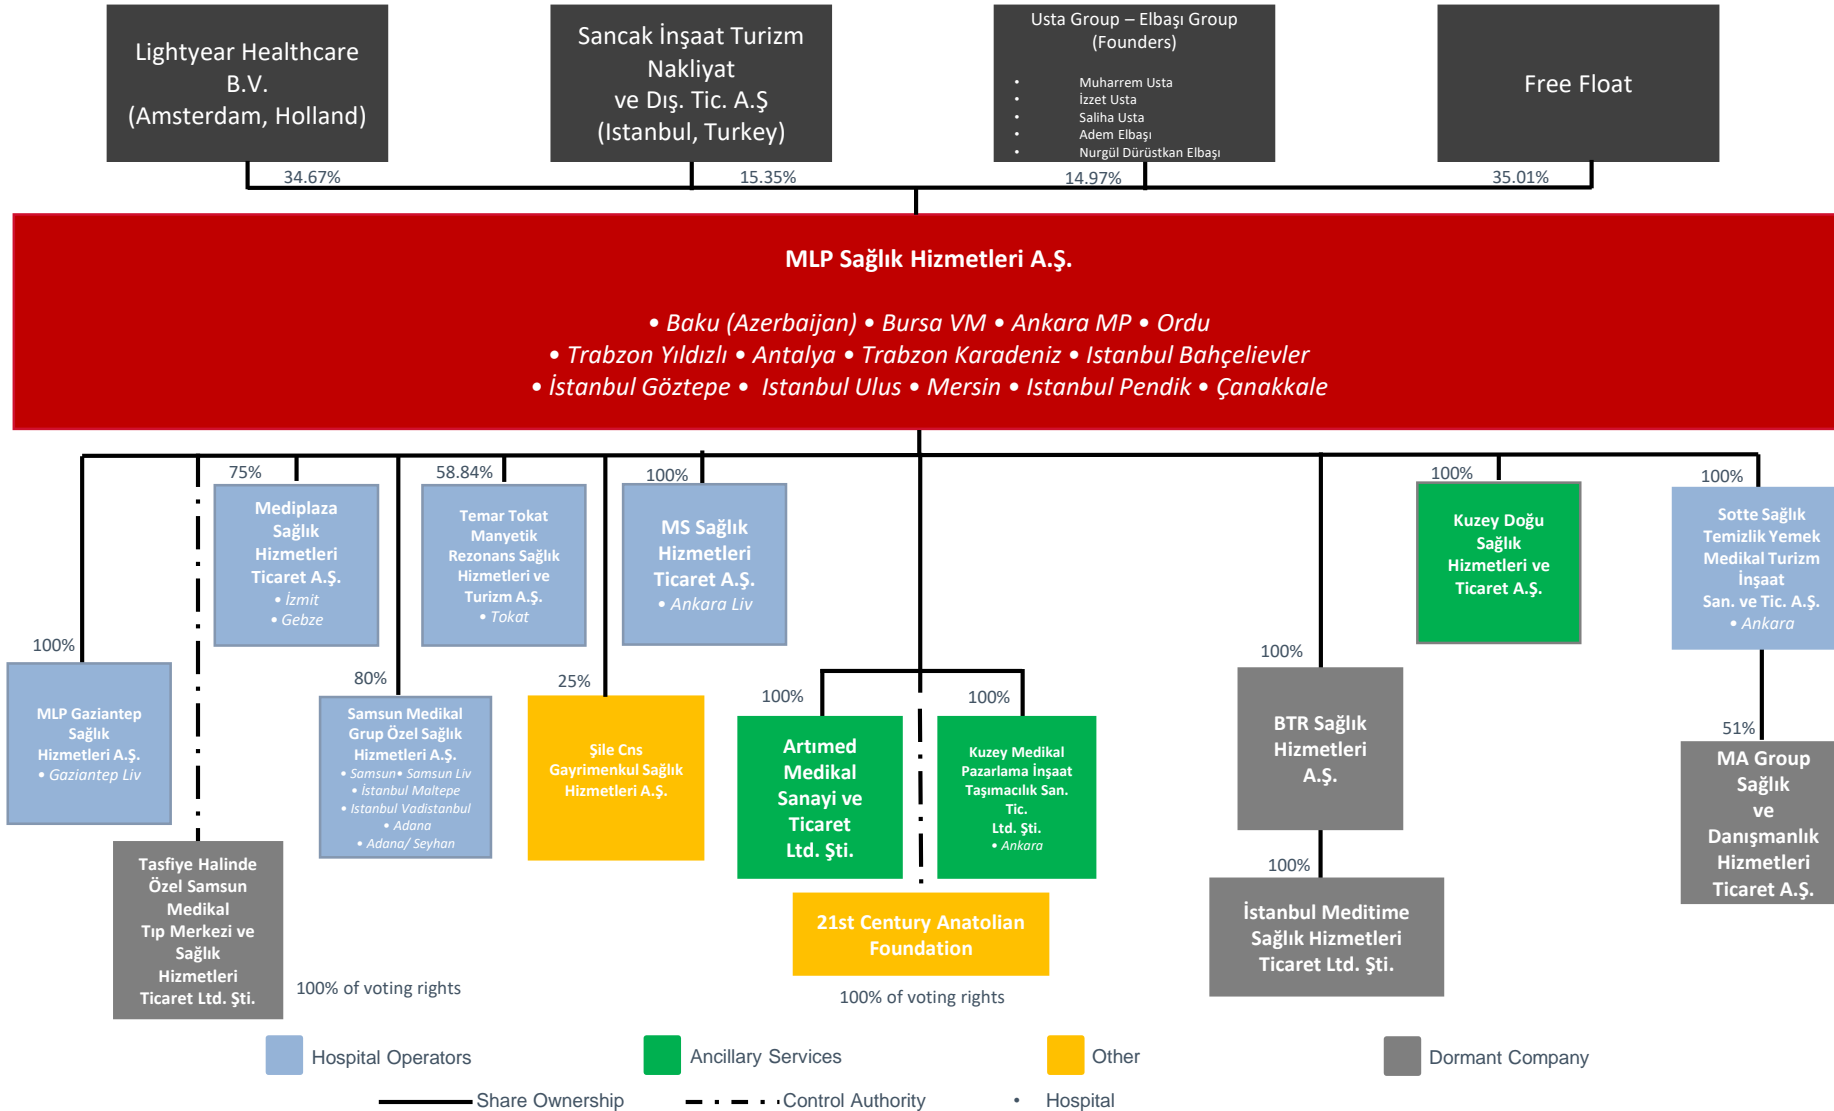 Lightyear Healthcare
B.V.
(Amsterdam, Holland)
Sancak İnşaat Turizm
Nakliyat
ve Dış. Tic. A.Ş
(Istanbul, Turkey)
Usta Group – Elbaşı Group
(Founders)
• Muharrem Usta
• İzzet Usta
• Saliha Usta
• Adem Elbaşı
• Nurgül Dürüstkan Elbaşı
Free Float
34.67%
15.35%
14.97%
35.01%
MLP Sağlık Hizmetleri A.Ş.
• Baku (Azerbaijan) • Bursa VM • Ankara MP • Ordu
• Trabzon Yıldızlı • Antalya • Trabzon Karadeniz • Istanbul Bahçelievler
• İstanbul Göztepe • Istanbul Ulus • Mersin • Istanbul Pendik • Çanakkale
75%
Mediplaza
Sağlık
Hizmetleri
Ticaret A.Ş.
• İzmit
• Gebze
58.84%
Temar Tokat
Manyetik
Rezonans Sağlık
Hizmetleri ve
Turizm A.Ş.
• Tokat
100%
MS Sağlık
Hizmetleri
Ticaret A.Ş.
• Ankara Liv
100%
Kuzey Doğu
Sağlık
Hizmetleri ve
Ticaret A.Ş.
100%
Sotte Sağlık
Temizlik Yemek
Medikal Turizm
İnşaat
San. ve Tic. A.Ş.
• Ankara
100%
MLP Gaziantep
Sağlık
Hizmetleri A.Ş.
• Gaziantep Liv
80%
Samsun Medikal
Grup Özel Sağlık
Hizmetleri A.Ş.
• Samsun• Samsun Liv
• İstanbul Maltepe
• Istanbul Vadistanbul
• Adana
• Adana/ Seyhan
25%
Şile Cns
Gayrimenkul Sağlık
Hizmetleri A.Ş.
100%
Artımed
Medikal
Sanayi ve
Ticaret
Ltd. Şti.
100%
Kuzey Medikal
Pazarlama İnşaat
Taşımacılık San.
Tic.
Ltd. Şti.
• Ankara
100%
BTR Sağlık
Hizmetleri
A.Ş.
51%
MA Group
Sağlık
ve
Danışmanlık
Hizmetleri
Ticaret A.Ş.
Tasfiye Halinde
Özel Samsun
Medikal
Tıp Merkezi ve
Sağlık
Hizmetleri
Ticaret Ltd. Şti.
100% of voting rights
21st Century Anatolian
Foundation
100% of voting rights
100%
İstanbul Meditime
Sağlık Hizmetleri
Ticaret Ltd. Şti.
Hospital Operators
Ancillary Services
Other
Dormant Company
Share Ownership
Control Authority
• Hospital